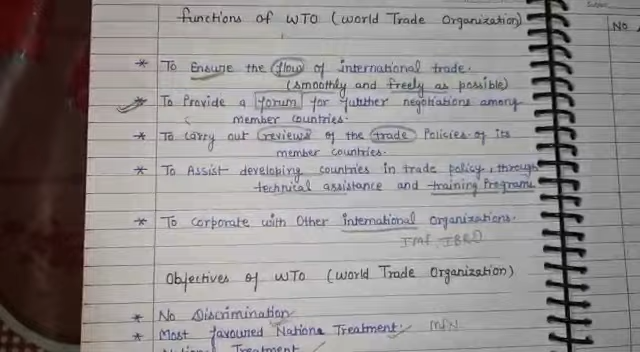 functions of WTO (World Trade Organization)
* To Ensure the flow of international trade.
(smoothly and freely as possible)
* To Provide a forum for further negotiations among
member countries.
* To carry out reviews of the trade Policies of its
member countries.
* To Assist developing countries in trade policy, through
technical assistance and training Programs
* To Corporate with Other international organizations.
IMF, IBRD
Objectives of WTO (World Trade Organization)
* No Discrimination
* Most favoured Nations Treatment. MFN
National Treatment
No